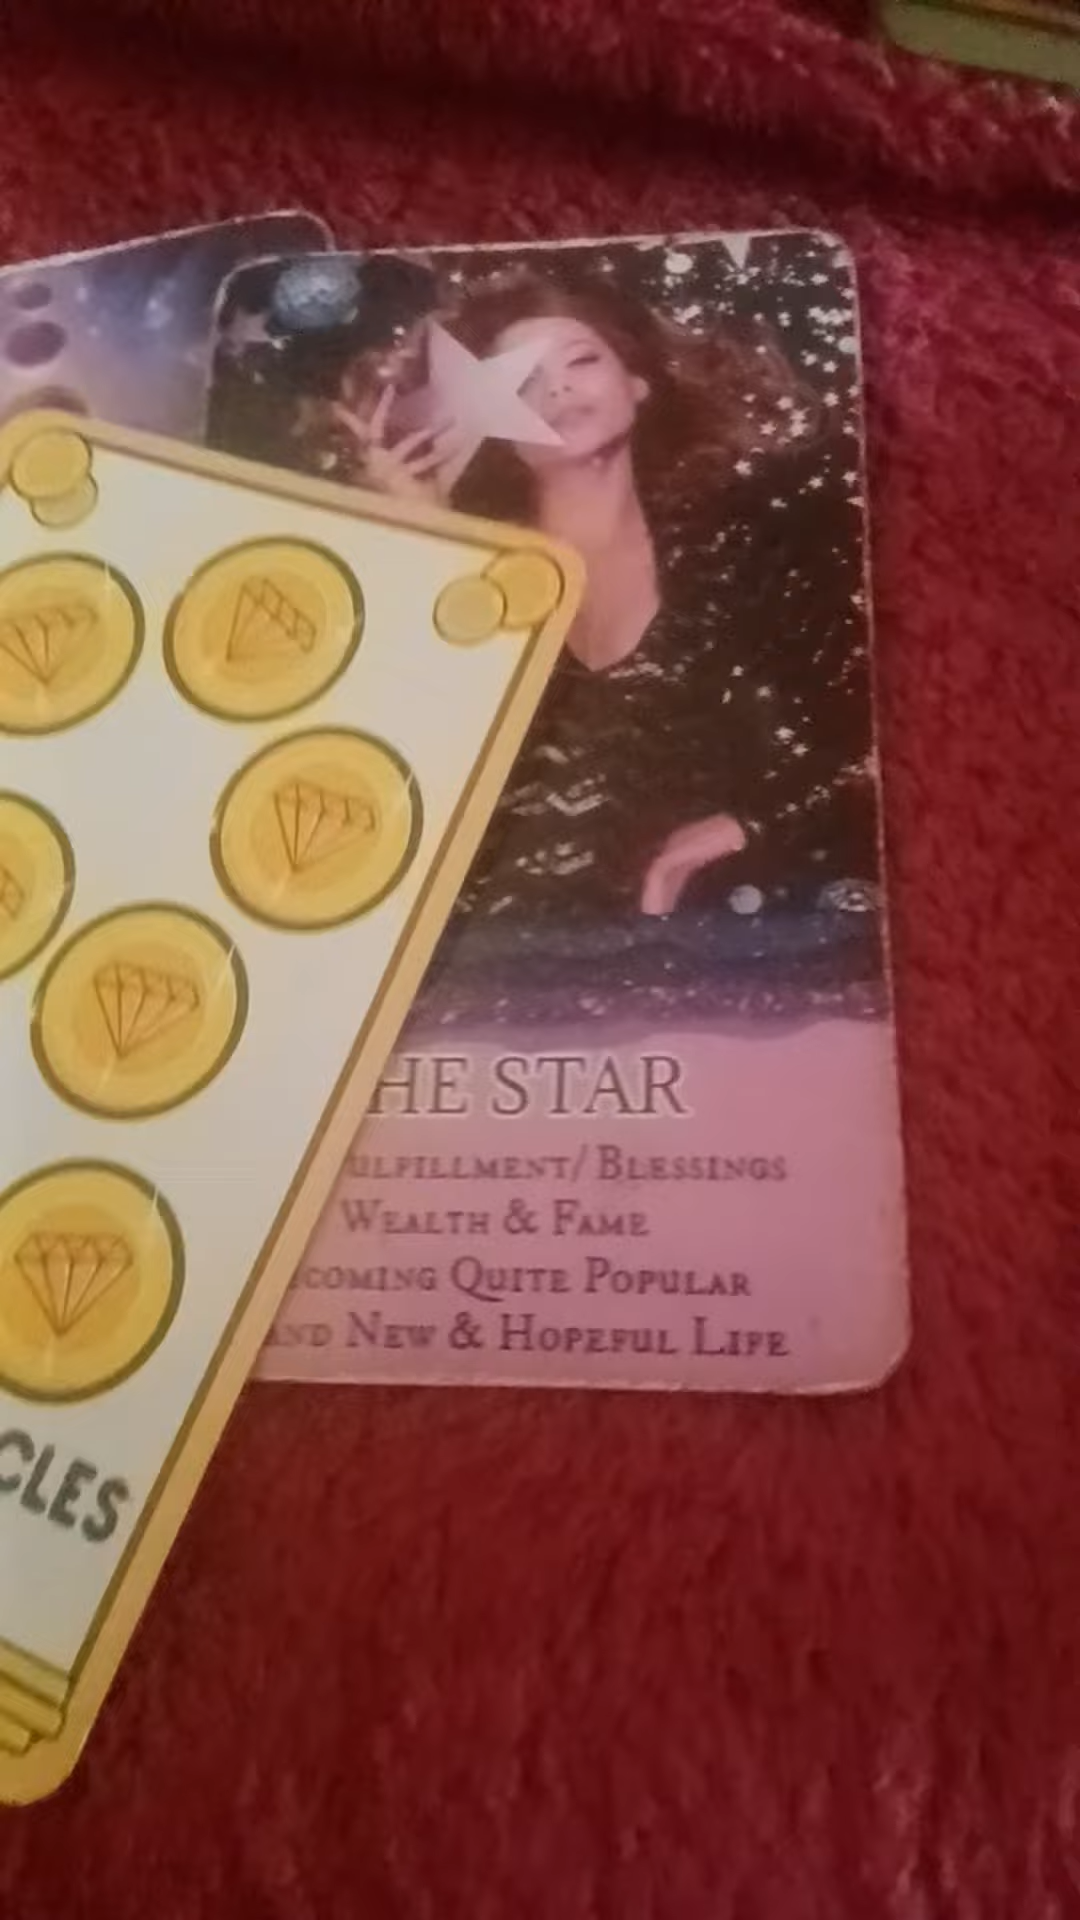 HE STAR
ULFILLMENT/ BLESSINGS
WEALTH & FAME
COMING QUITE POPULAR
AND NEW & HOPEFUL LIFE
CLES